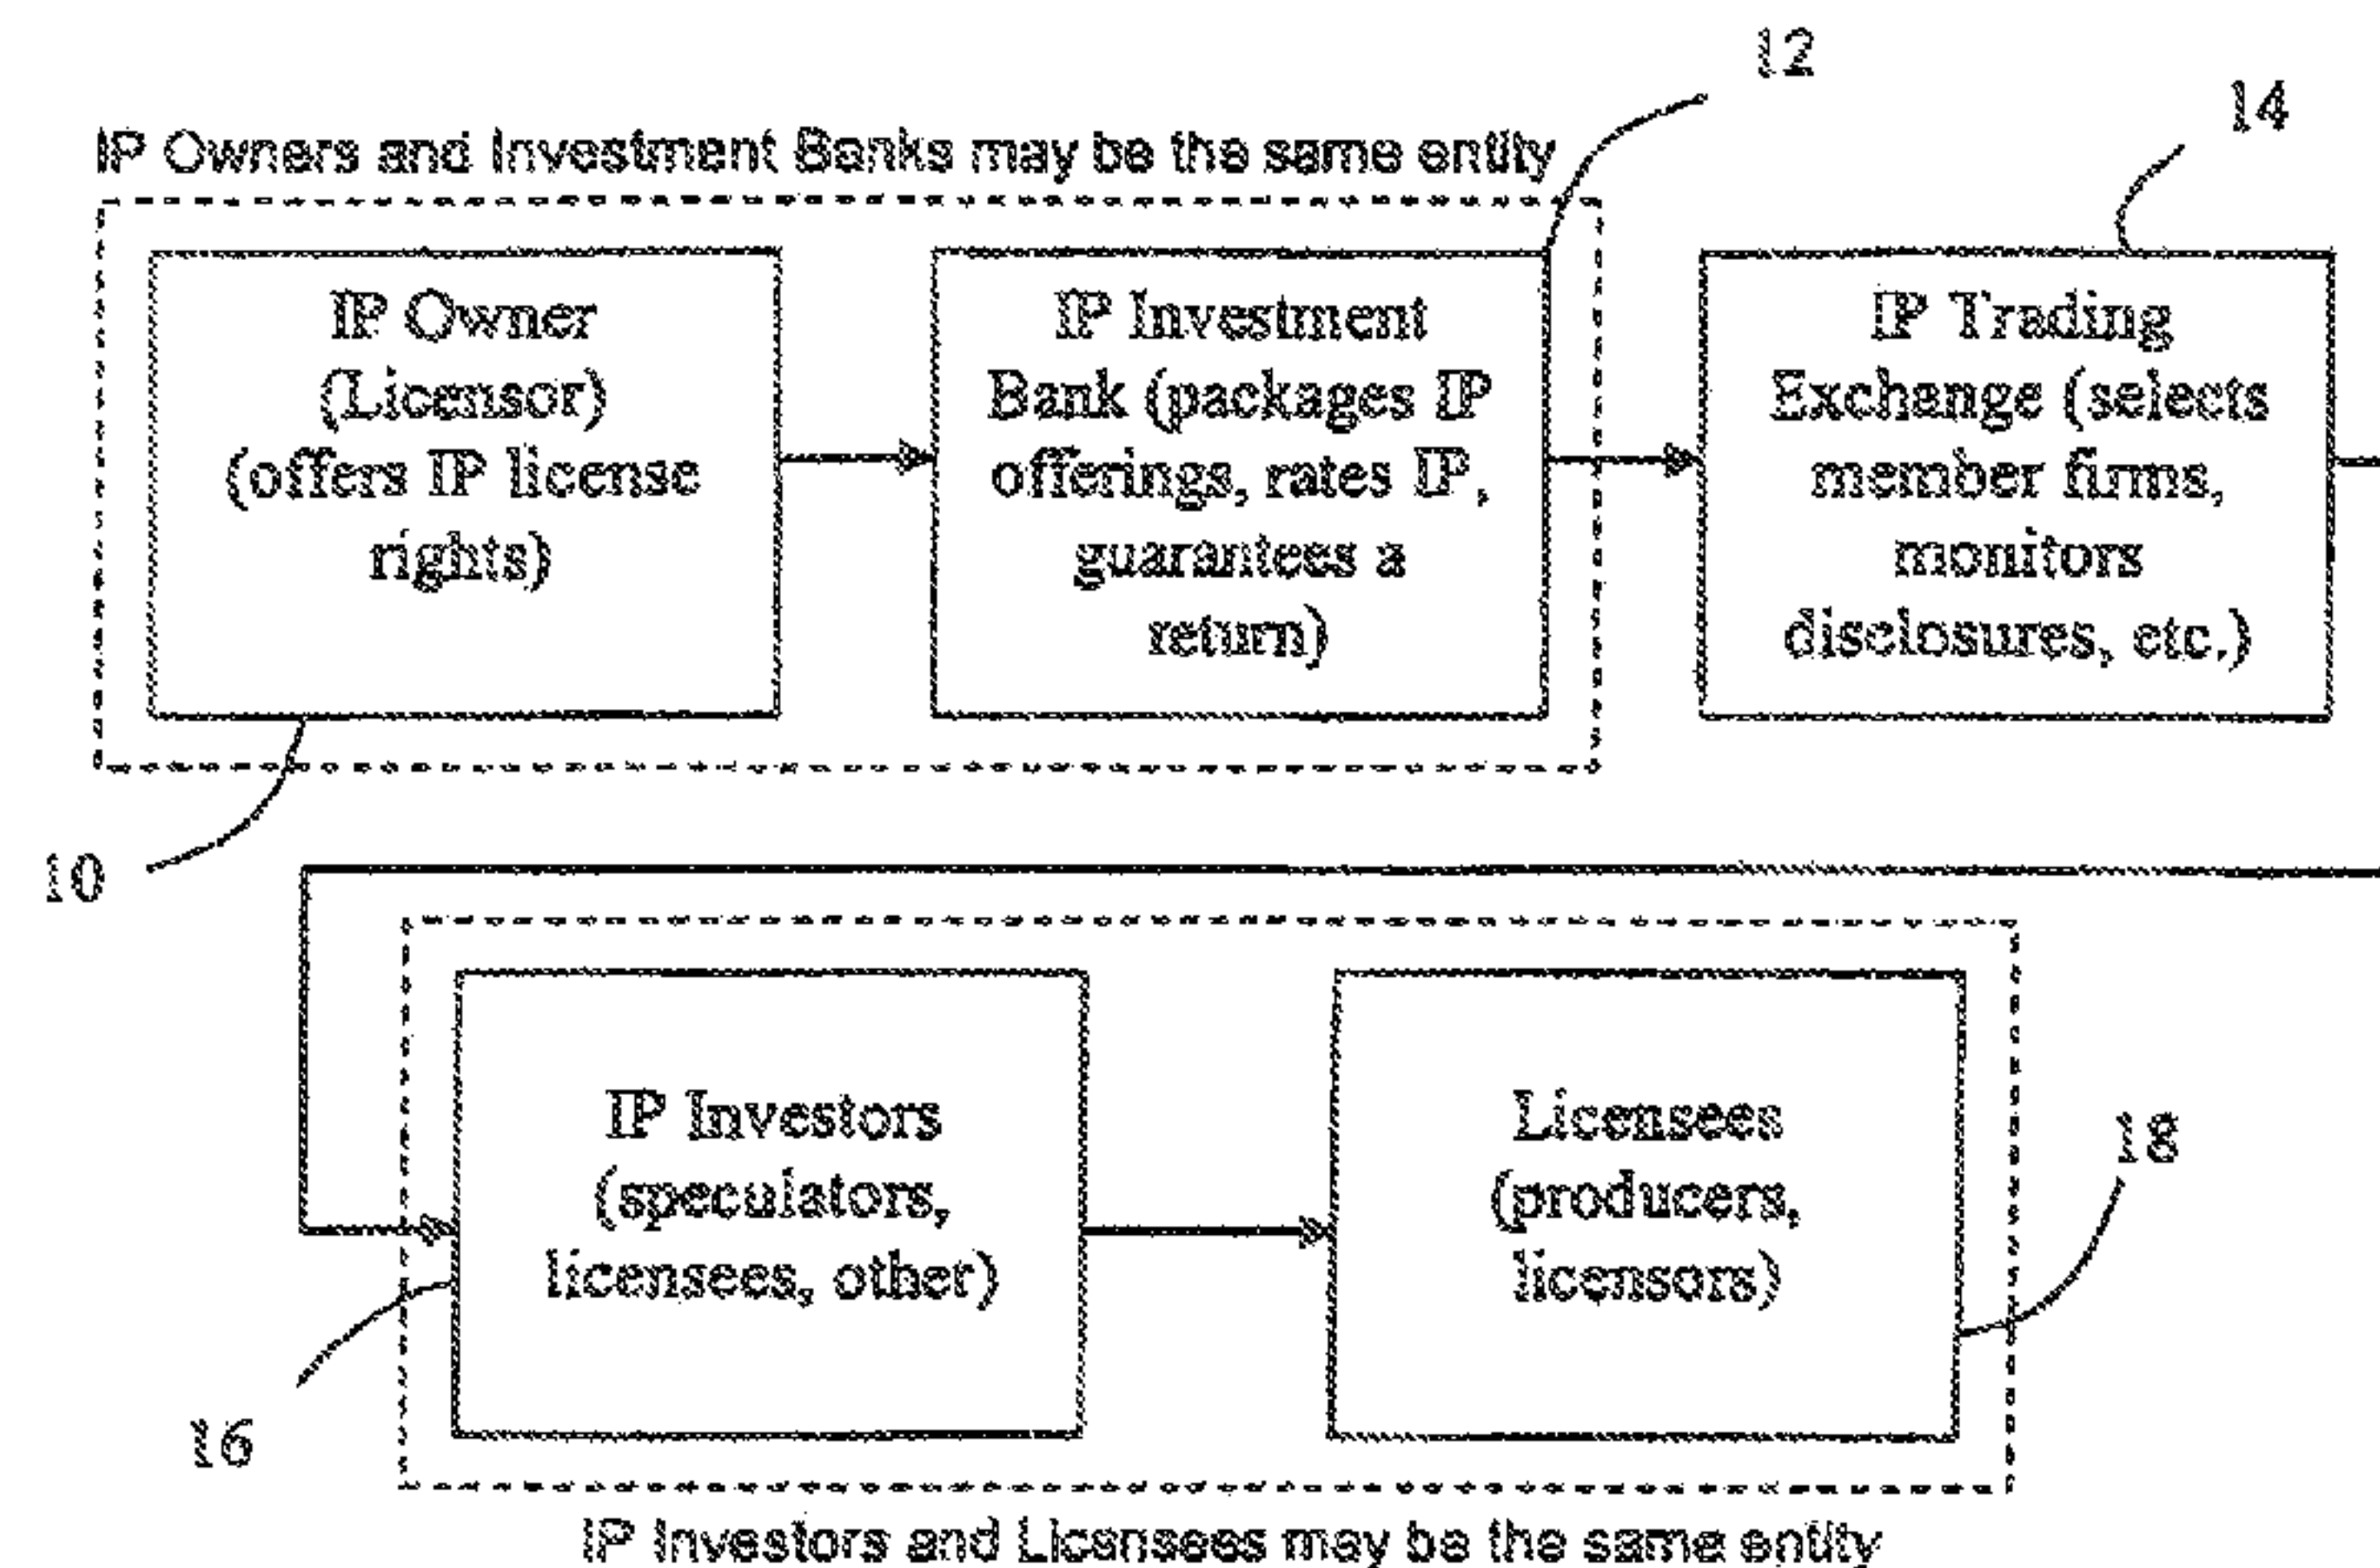 12
14
IP Owners and Investment Banks may be the same entity
IP Owner
(Licensor)
(offers IP license
rights)
IP Investment
Bank (packages IP
offerings, rates IP,
guarantees a
return)
IP Trading
Exchange (selects
member firms,
monitors
disclosures, etc.)
10
IP Investors
(speculators,
licensees, other)
Licensees
(producers,
licensors)
18
16
IP Investors and Licensees may be the same entity